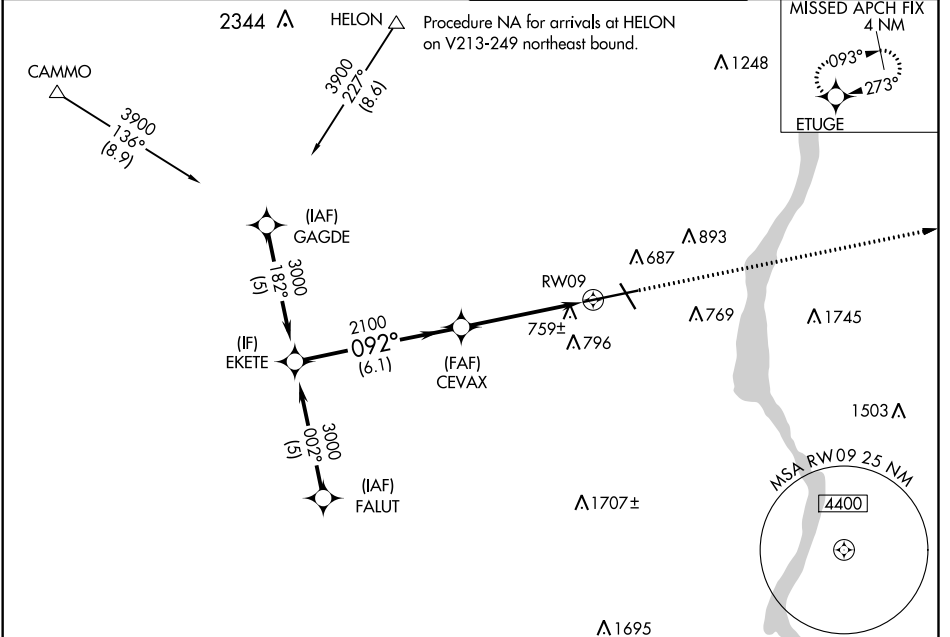 2344
HELON
Procedure NA for arrivals at HELON
on V213-249 northeast bound.
MISSED APCH FIX
4 NM
093°
273°
ETUGE
1248
CAMMO
3900
136°
(8.9)
3900
227°
(8.6)
(IAF)
GAGDE
3000
182°
(5)
893
687
RW09
759±
796
769
1745
(IF)
EKETE
2100
092°
(6.1)
(FAF)
CEVAX
1503
3000
002°
(5)
(IAF)
FALUT
1707±
MSA RW09 25 NM
4400
1695